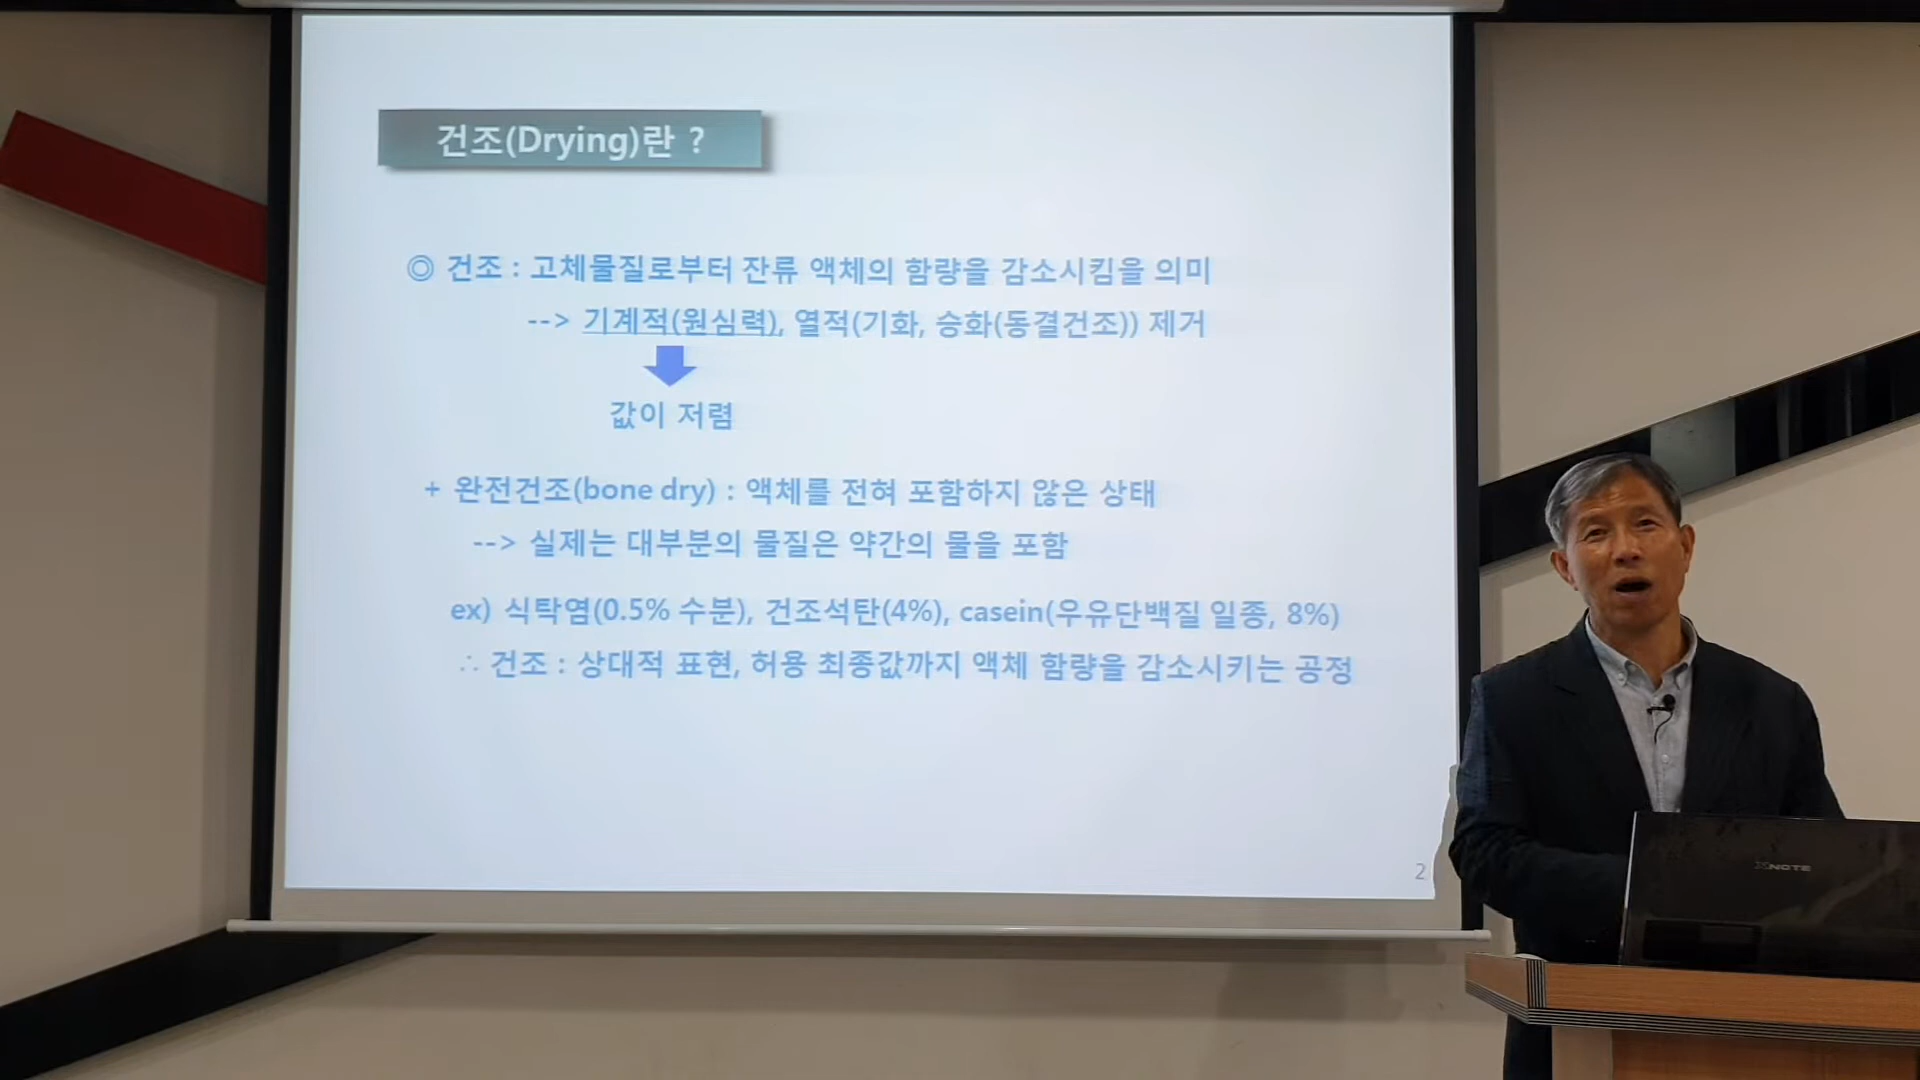 건조(Drying)란 ?
◎ 건조 : 고체물질로부터 잔류 액체의 함량을 감소시킴을 의미
--> 기계적(원심력), 열적(기화, 승화(동결건조)) 제거
값이 저렴
+ 완전건조(bone dry) : 액체를 전혀 포함하지 않은 상태
--> 실제는 대부분의 물질은 약간의 물을 포함
ex) 식탁염(0.5% 수분), 건조석탄(4%), casein(우유단백질 일종, 8%)
∴ 건조 : 상대적 표현, 허용 최종값까지 액체 함량을 감소시키는 공정
2
XNOTE